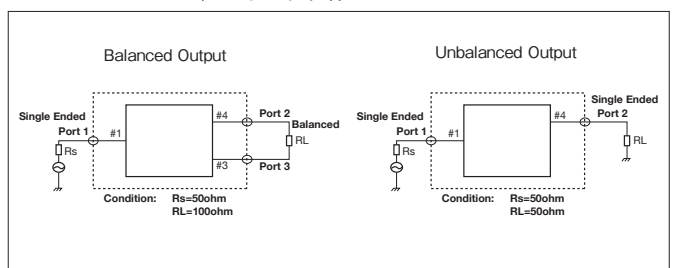 Balanced Output
Single Ended
Port 1
#1
Rs
#4
Port 2
Balanced
RL
#3
Port 3
Condition: Rs=50ohm
RL=100ohm
Unbalanced Output
Single Ended
Port 1
#1
Rs
#4
Single Ended
Port 2
RL
Condition: Rs=50ohm
RL=50ohm